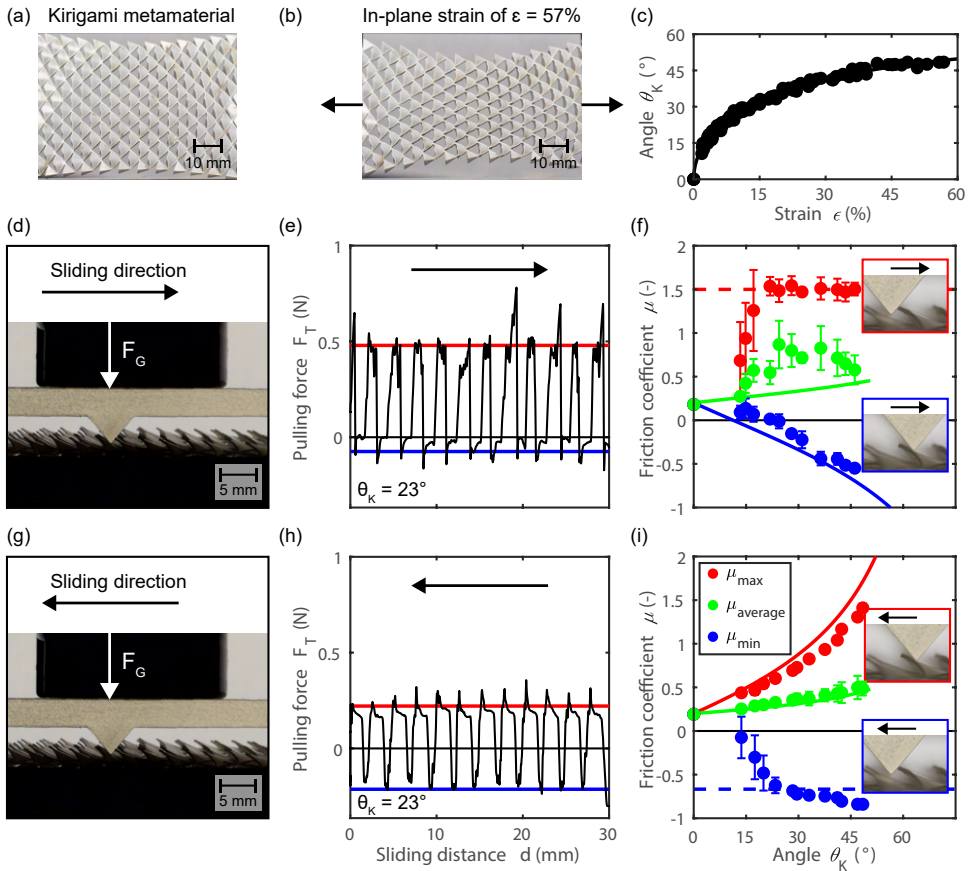 (a) Kirigami metamaterial
10 mm
(b) In-plane strain of ε = 57%
10 mm
(c)
Angle θK (°)
45
30
15
0
0 15 30 45 60
Strain ϵ (%)
(d)
Sliding direction
FG
5 mm
(e)
Pulling force FT (N)
1
0.5
0
θK = 23°
(f)
Friction coefficient μ (-)
2
1.5
1
0.5
0
-0.5
-1
(g)
Sliding direction
FG
5 mm
(h)
Pulling force FT (N)
1
0.2
0
θK = 23°
0 10 20 30
Sliding distance d (mm)
(i)
Friction coefficient μ (-)
2
1.5
1
0.5
0
-0.5
-1
μmax
μaverage
μmin
0 15 30 45 60
Angle θK (°)